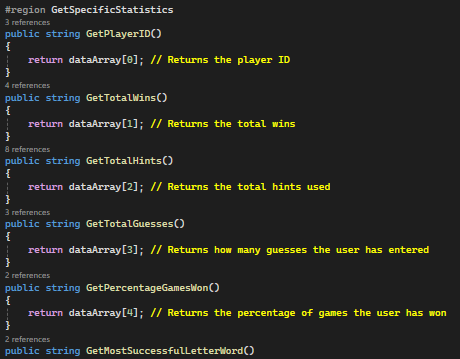 #region GetSpecificStatistics
3 references
public string GetPlayerID()
{
return dataArray[0]; // Returns the player ID
}
4 references
public string GetTotalWins()
{
return dataArray[1]; // Returns the total wins
}
8 references
public string GetTotalHints()
{
return dataArray[2]; // Returns the total hints used
}
3 references
public string GetTotalGuesses()
{
return dataArray[3]; // Returns how many guesses the user has entered
}
2 references
public string GetPercentageGamesWon()
{
return dataArray[4]; // Returns the percentage of games the user has won
}
2 references
public string GetMostSuccessfulLetterWord()